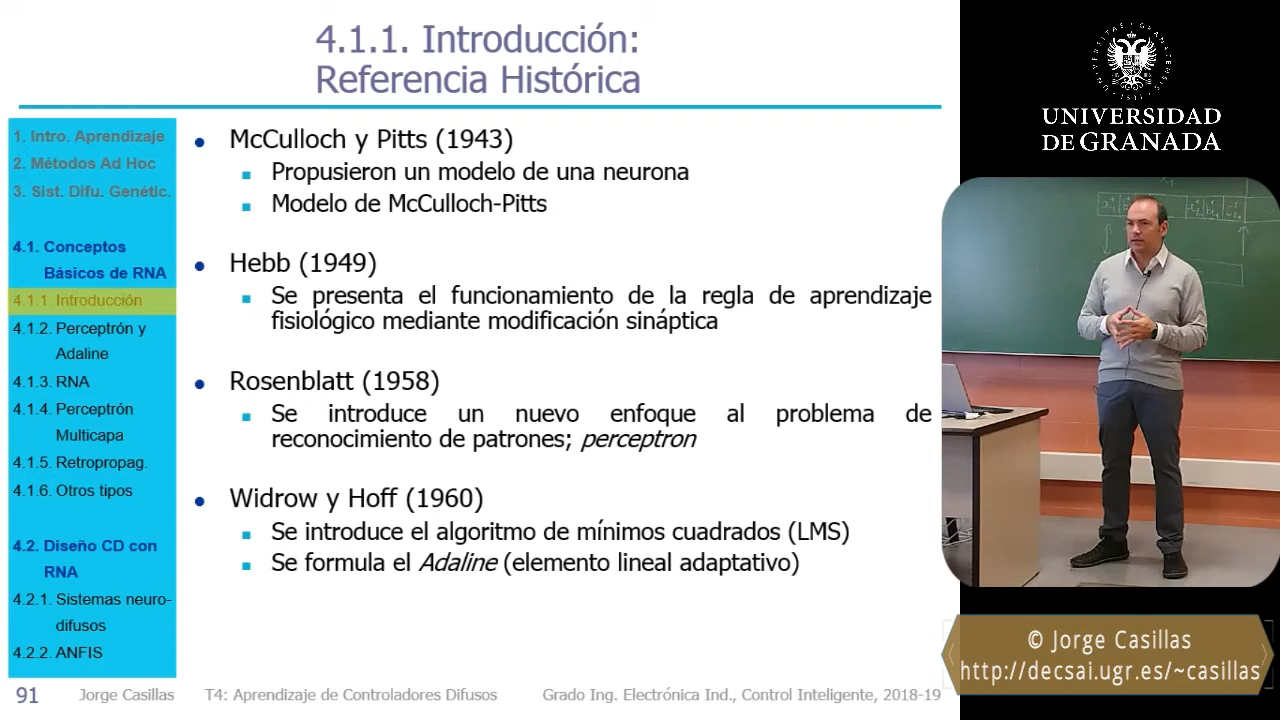 4.1.1. Introducción:
Referencia Histórica
1. Intro. Aprendizaje
2. Métodos Ad Hoc
3. Sist. Difu. Genétic.
4.1. Conceptos
Básicos de RNA
4.1.1. Introducción
4.1.2. Perceptrón y
Adaline
4.1.3. RNA
4.1.4. Perceptrón
Multicapa
4.1.5. Retropropag.
4.1.6. Otros tipos
4.2. Diseño CD con
RNA
4.2.1. Sistemas neuro-
difusos
4.2.2. ANFIS
McCulloch y Pitts (1943)
Propusieron un modelo de una neurona
Modelo de McCulloch-Pitts
Hebb (1949)
Se presenta el funcionamiento de la regla de aprendizaje
fisiológico mediante modificación sináptica
Rosenblatt (1958)
Se introduce un nuevo enfoque al problema de
reconocimiento de patrones; perceptron
Widrow y Hoff (1960)
Se introduce el algoritmo de mínimos cuadrados (LMS)
Se formula el Adaline (elemento lineal adaptativo)
91 Jorge Casillas T4: Aprendizaje de Controladores Difusos Grado Ing. Electrónica Ind., Control Inteligente, 2018-19
UNIVERSIDAD
DE GRANADA
© Jorge Casillas
http://decsai.ugr.es/~casillas